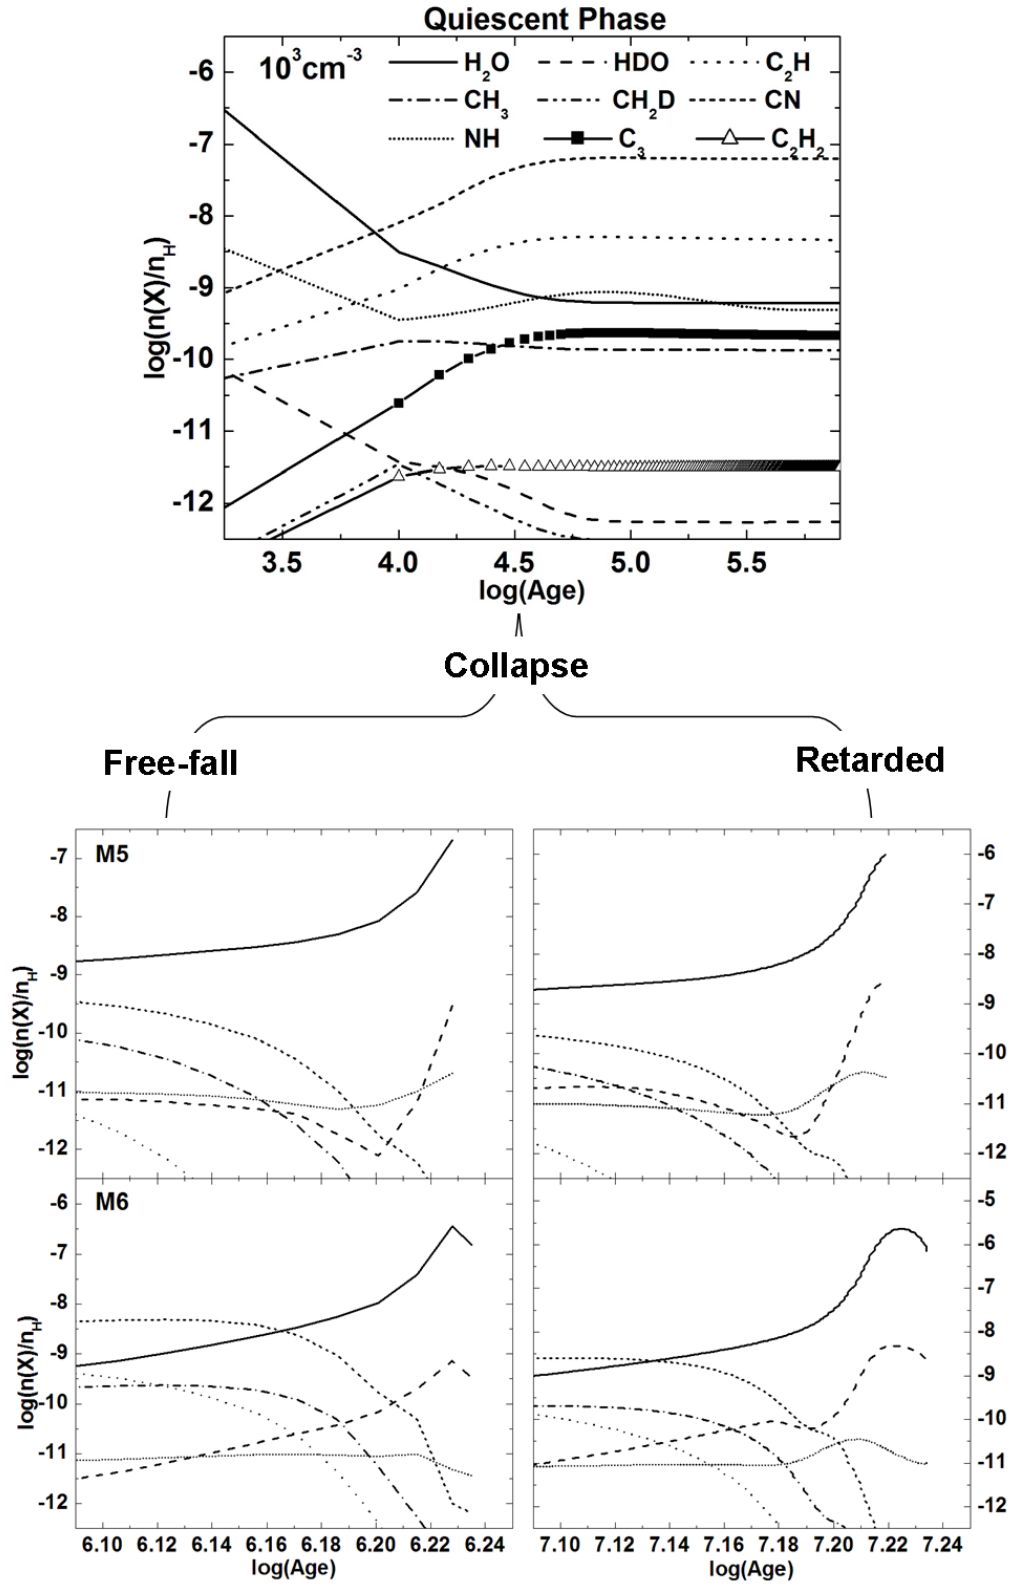 Quiescent Phase
10³cm⁻³
H₂O HDO C₂H
CH₃ CH₂D CN
NH C₃ C₂H₂
log(n(X)/n_H)
-6
-7
-8
-9
-10
-11
-12
3.5 4.0 4.5 5.0 5.5
log(Age)
Collapse
Free-fall Retarded
M5
log(n(X)/n_H)
-7
-8
-9
-10
-11
-12
-6
-7
-8
-9
-10
-11
-12
M6
log(n(X)/n_H)
-6
-7
-8
-9
-10
-11
-12
-5
-6
-7
-8
-9
-10
-11
-12
6.10 6.12 6.14 6.16 6.18 6.20 6.22 6.24
log(Age)
7.10 7.12 7.14 7.16 7.18 7.20 7.22 7.24
log(Age)